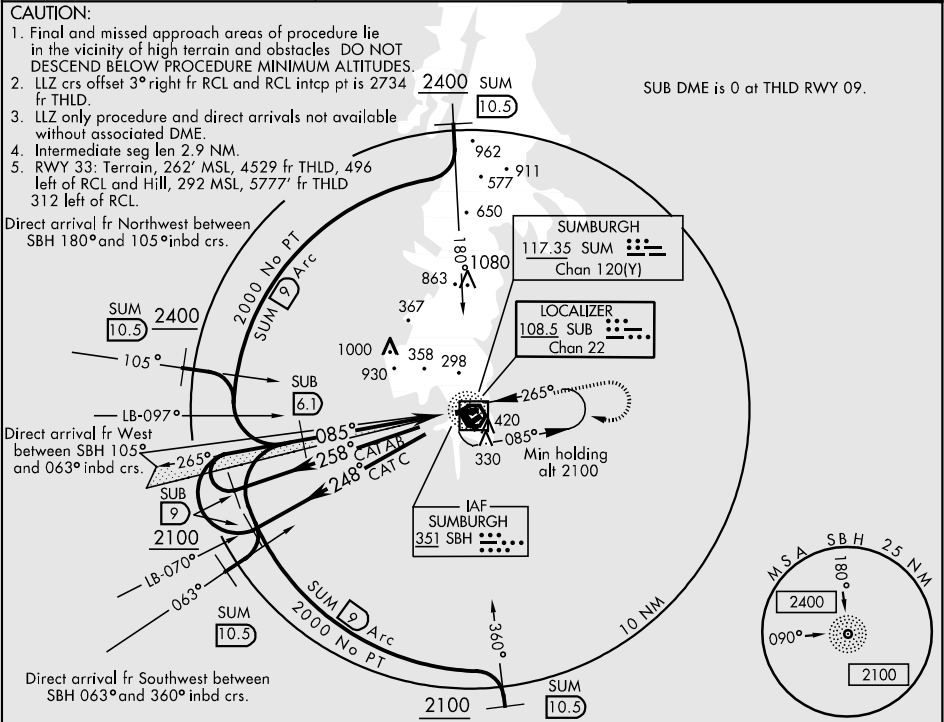 CAUTION:
1. Final and missed approach areas of procedure lie
in the vicinity of high terrain and obstacles DO NOT
DESCEND BELOW PROCEDURE MINIMUM ALTITUDES.
2. LLZ crs offset 3° right fr RCL and RCL intcp pt is 2734
fr THLD.
3. LLZ only procedure and direct arrivals not available
without associated DME.
4. Intermediate seg len 2.9 NM.
5. RWY 33: Terrain, 262' MSL, 4529 fr THLD, 496
left of RCL and Hill, 292 MSL, 5777' fr THLD
312 left of RCL.
2400 SUM
10.5
SUB DME is 0 at THLD RWY 09.
Direct arrival fr Northwest between
SBH 180° and 105° inbd crs.
962
911
577
650
180°
1080
863
367
1000
930
358
298
2000 No PT
SUM 9 Arc
SUMBURGH
117.35 SUM
Chan 120(Y)
LOCALIZER
108.5 SUB
Chan 22
SUM
10.5 2400
105°
SUB
6.1
LB-097°
Direct arrival fr West
between SBH 105°
and 063° inbd crs.
265°
085°
258° CAT AB
248° CAT C
265°
085°
420
330
Min holding
alt 2100
SUB
9
2100
IAF
SUMBURGH
351 SBH
LB-070°
063°
SUM
10.5
SUM 9 Arc
2000 No PT
360°
10 NM
Direct arrival fr Southwest between
SBH 063° and 360° inbd crs.
2100
SUM
10.5
MSA SBH 25 NM
180°
2400
090°
2100